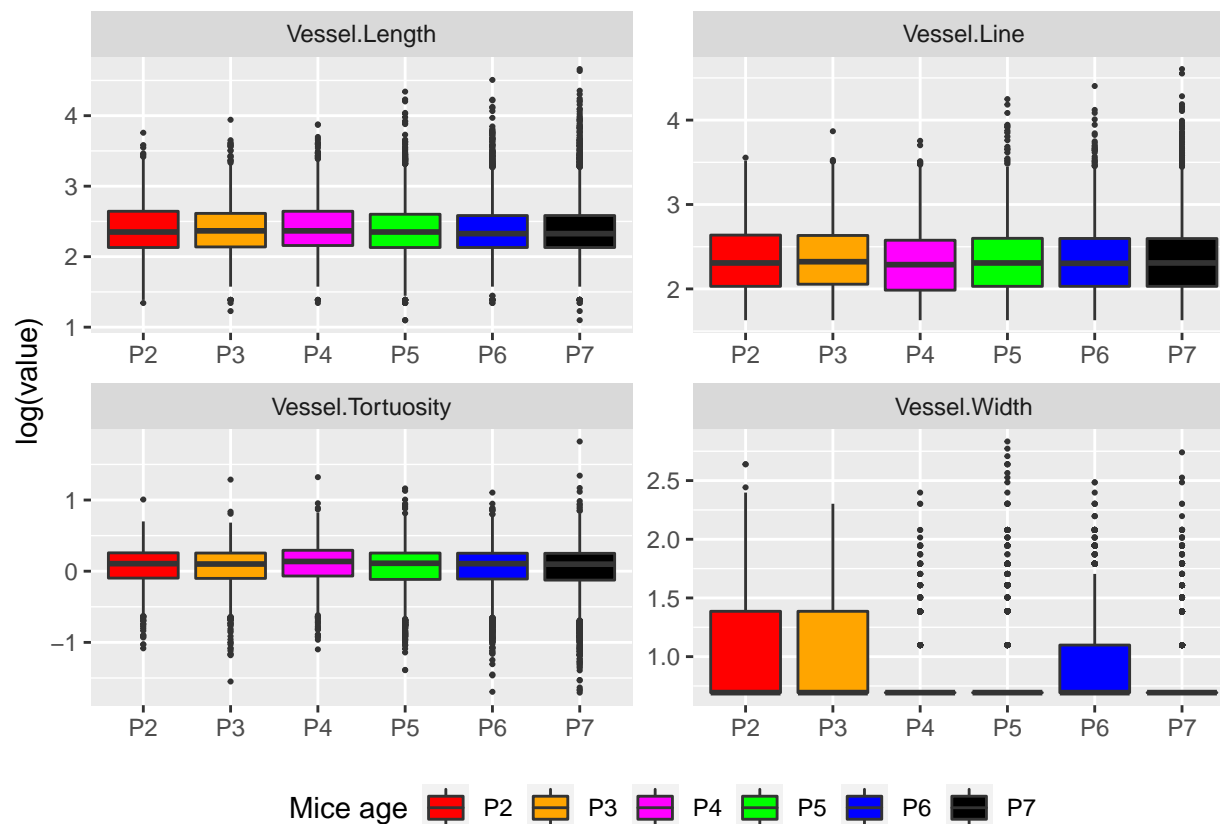 Vessel.Length
Vessel.Line
4
3
2
1
4
3
2
P2 P3 P4 P5 P6 P7
P2 P3 P4 P5 P6 P7
log(value)
Vessel.Tortuosity
Vessel.Width
1
0
−1
2.5
2.0
1.5
1.0
P2 P3 P4 P5 P6 P7
P2 P3 P4 P5 P6 P7
Mice age P2 P3 P4 P5 P6 P7